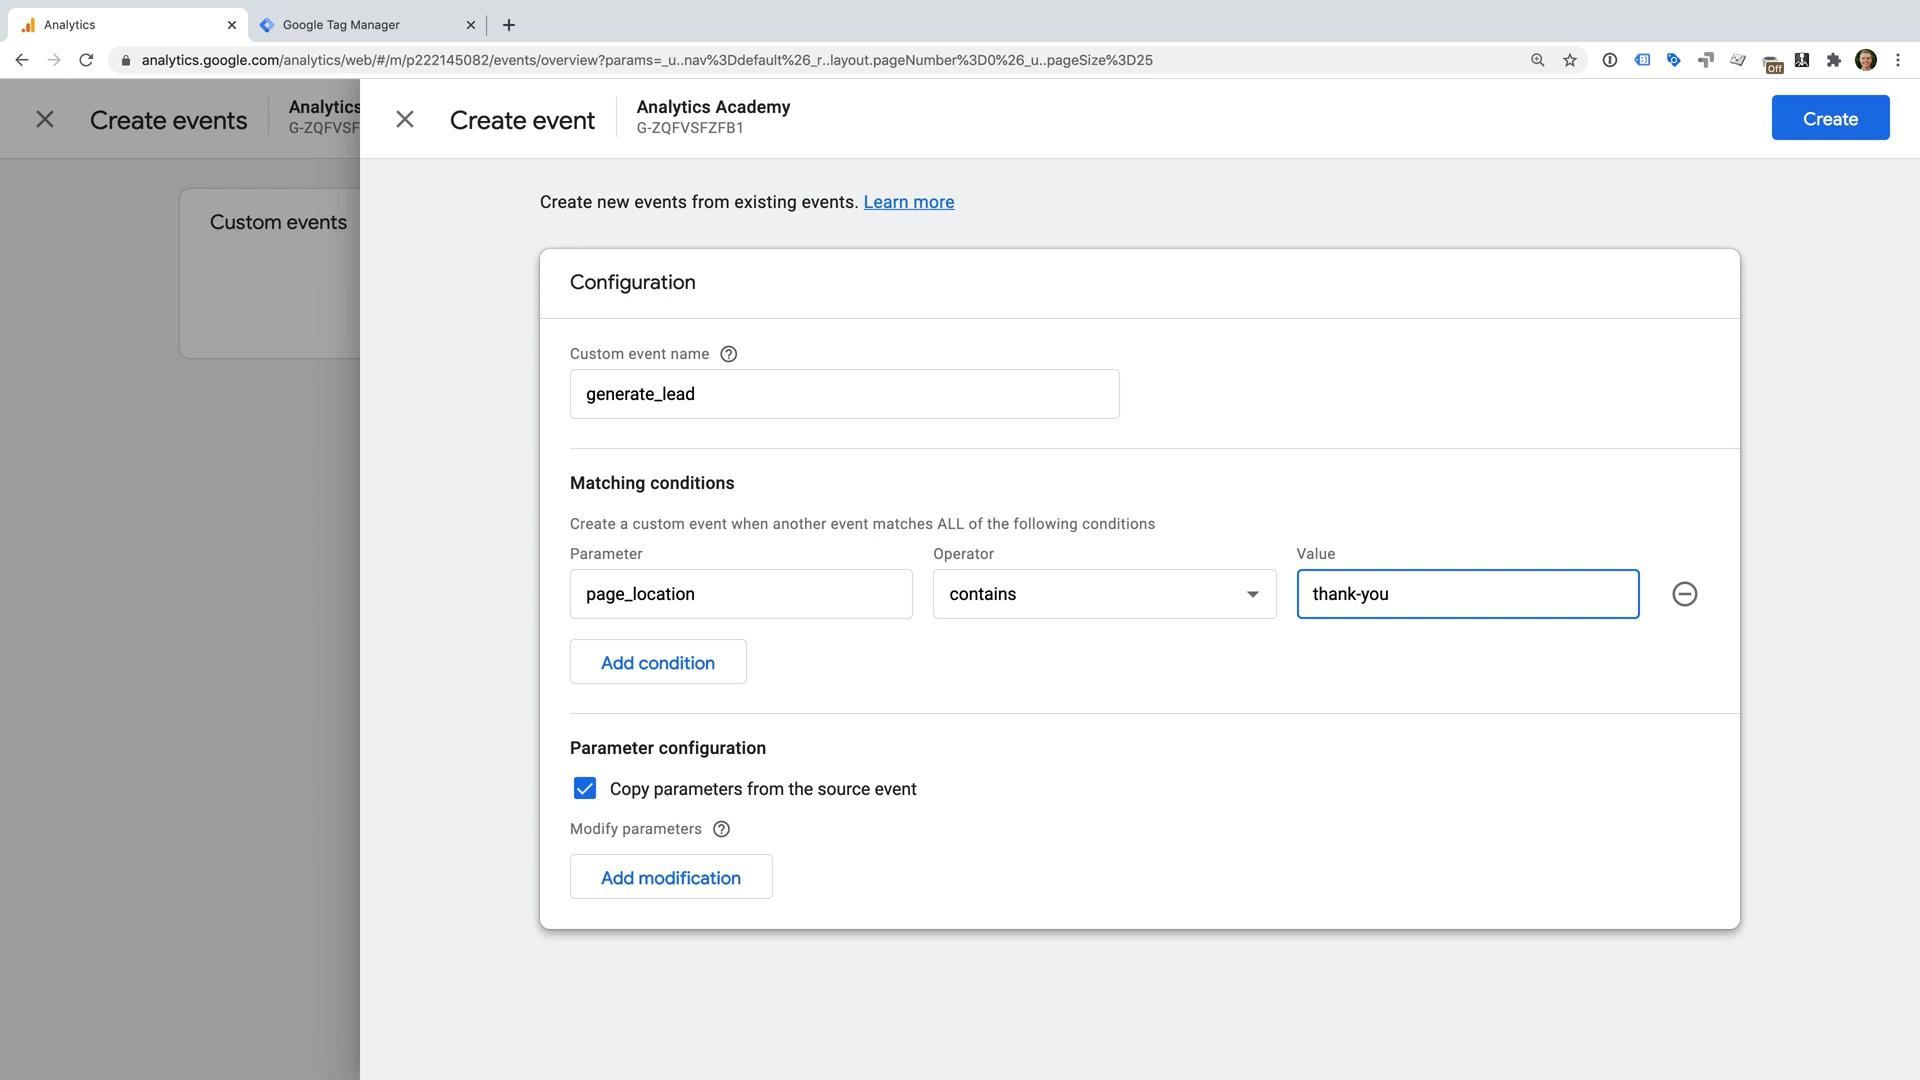 Analytics
Google Tag Manager
analytics.google.com/analytics/web/#/m/p222145082/events/overview?params=_u..nav%3Ddefault%26_r..layout.pageNumber%3D0%26_u..pageSize%3D25
Off
Create events
Analytics
G-ZQFVSF
Create event
Analytics Academy
G-ZQFVSFZFB1
Create
Custom events
Create new events from existing events. Learn more
Configuration
Custom event name
generate_lead
Matching conditions
Create a custom event when another event matches ALL of the following conditions
Parameter Operator Value
page_location contains thank-you
Add condition
Parameter configuration
Copy parameters from the source event
Modify parameters
Add modification